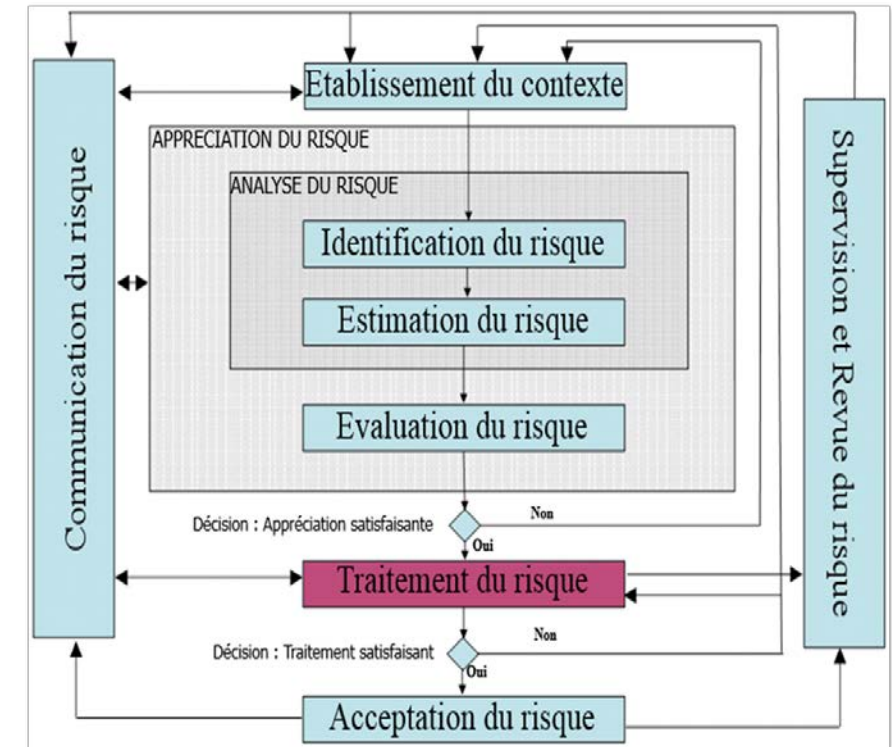 Etablissement du contexte
APPRECIATION DU RISQUE
ANALYSE DU RISQUE
Identification du risque
Estimation du risque
Evaluation du risque
Décision : Appréciation satisfaisante
Non
Oui
Traitement du risque
Décision : Traitement satisfaisant
Non
Oui
Acceptation du risque
Communication du risque
Supervision et Revue du risque